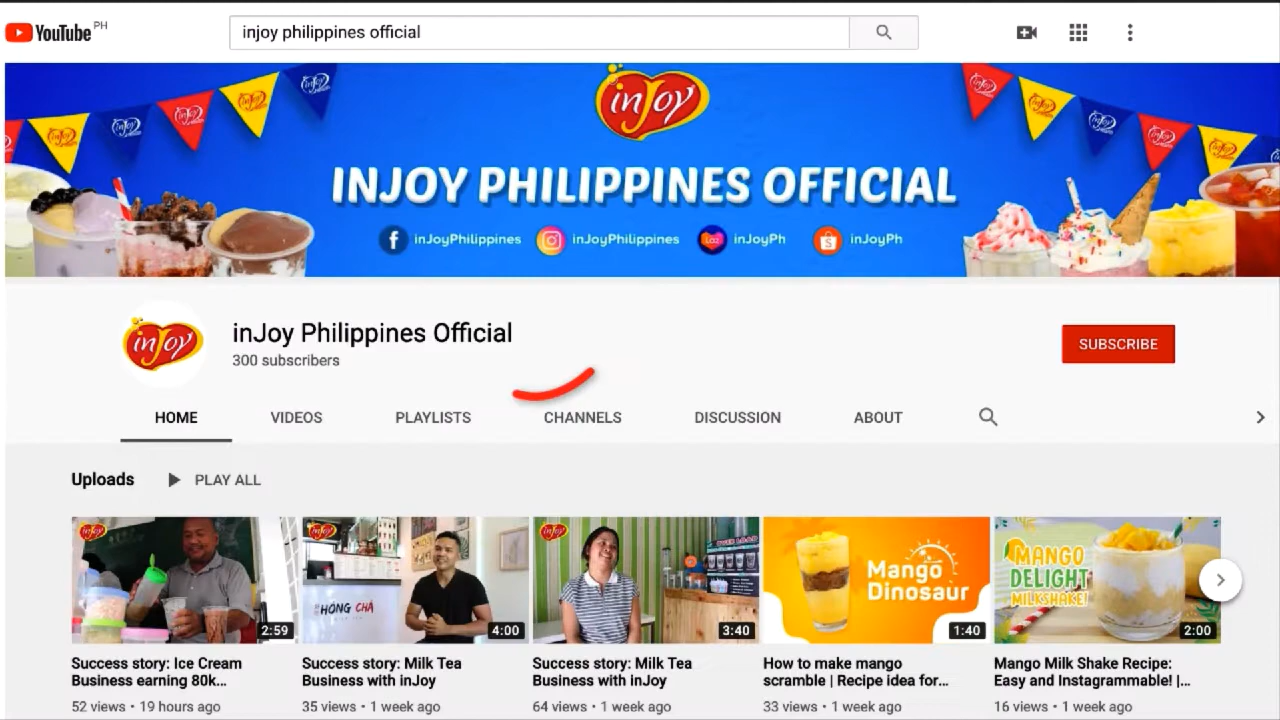 YouTube PH
injoy philippines official
inJoy
INJOY PHILIPPINES OFFICIAL
inJoyPhilippines inJoyPhilippines inJoyPh inJoyPh
inJoy
inJoy Philippines Official
300 subscribers
SUBSCRIBE
HOME VIDEOS PLAYLISTS CHANNELS DISCUSSION ABOUT
Uploads PLAY ALL
inJoy
2:59
inJoy
HONG CHA
4:00
inJoy
3:40
Mango
Dinosaur
1:40
MANGO
DELIGHT
MILKSHAKE!
2:00
Success story: Ice Cream
Business earning 80k...
52 views • 19 hours ago
Success story: Milk Tea
Business with inJoy
35 views • 1 week ago
Success story: Milk Tea
Business with inJoy
64 views • 1 week ago
How to make mango
scramble | Recipe idea for...
33 views • 1 week ago
Mango Milk Shake Recipe:
Easy and Instagrammable! |...
16 views • 1 week ago